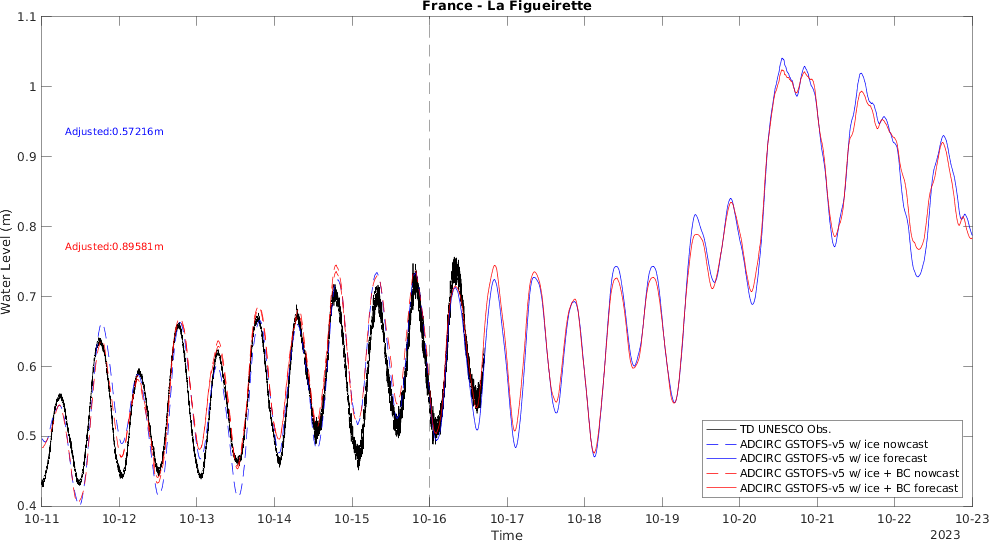 France - La Figueirette
1.1
1
0.9
0.8
0.7
0.6
0.5
0.4
Water Level (m)
Adjusted:0.57216m
Adjusted:0.89581m
TD UNESCO Obs.
ADCIRC GSTOFS-v5 w/ ice nowcast
ADCIRC GSTOFS-v5 w/ ice forecast
ADCIRC GSTOFS-v5 w/ ice + BC nowcast
ADCIRC GSTOFS-v5 w/ ice + BC forecast
10-11 10-12 10-13 10-14 10-15 10-16 10-17 10-18 10-19 10-20 10-21 10-22 10-23
Time
2023